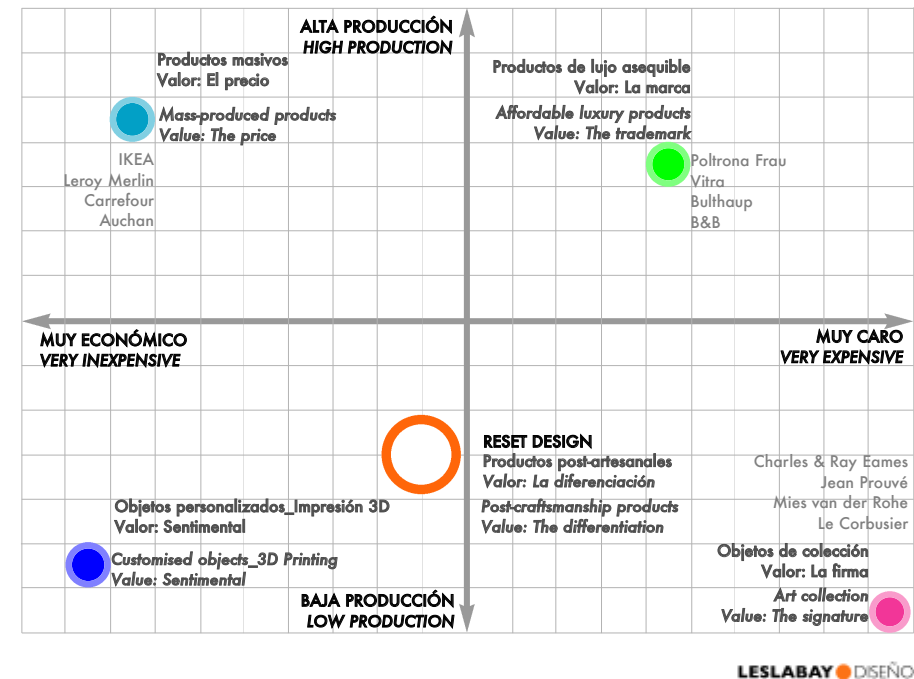 ALTA PRODUCCIÓN
HIGH PRODUCTION
Productos masivos
Valor: El precio
Mass-produced products
Value: The price
IKEA
Leroy Merlin
Carrefour
Auchan
Productos de lujo asequible
Valor: La marca
Affordable luxury products
Value: The trademark
Poltrona Frau
Vitra
Bulthaup
B&B
MUY ECONÓMICO
VERY INEXPENSIVE
MUY CARO
VERY EXPENSIVE
RESET DESIGN
Productos post-artesanales
Valor: La diferenciación
Post-craftsmanship products
Value: The differentiation
Charles & Ray Eames
Jean Prouvé
Mies van der Rohe
Le Corbusier
Objetos personalizados_Impresión 3D
Valor: Sentimental
Customised objects_3D Printing
Value: Sentimental
Objetos de colección
Valor: La firma
Art collection
Value: The signature
BAJA PRODUCCIÓN
LOW PRODUCTION
LESLABAY DISEÑO